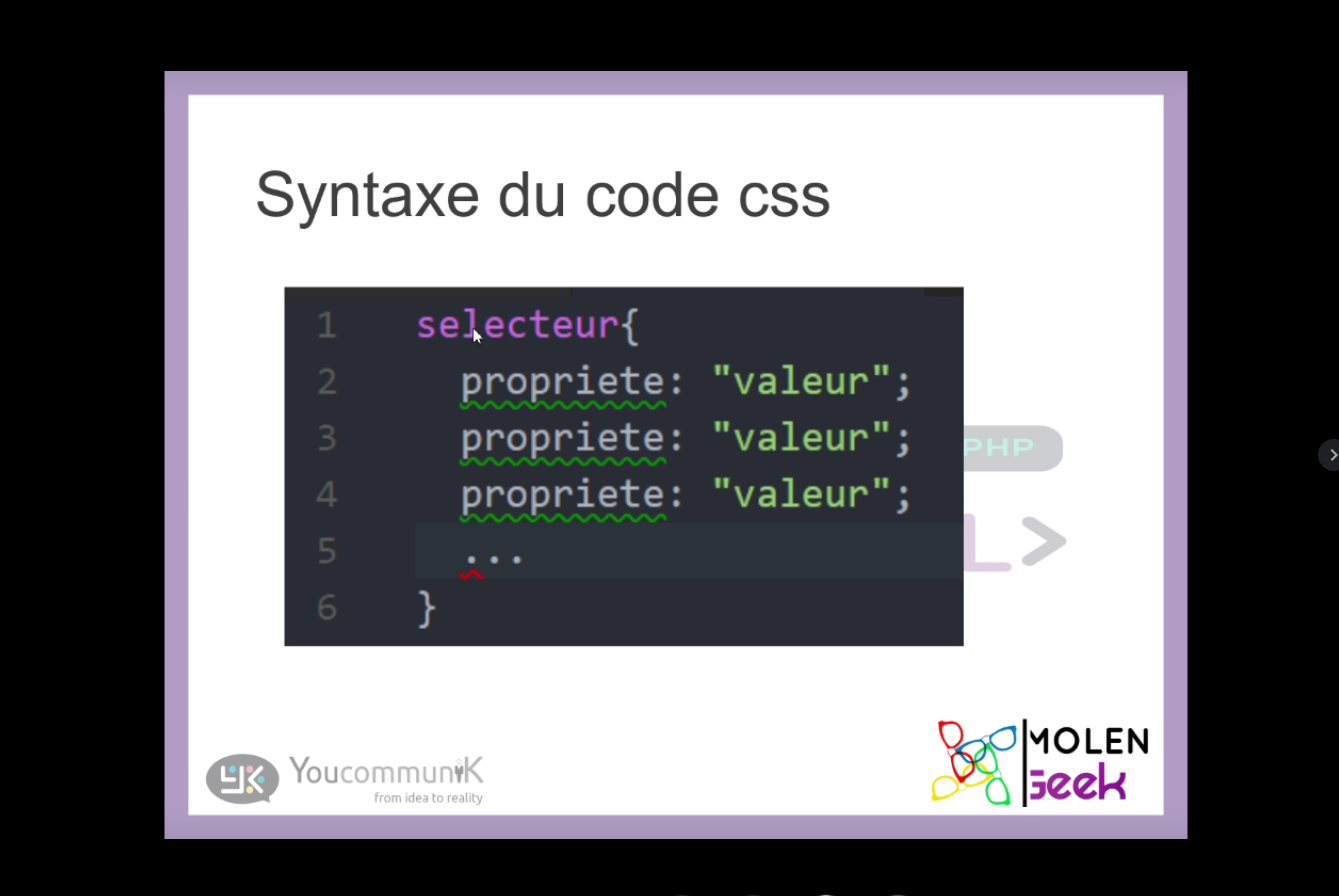 Syntaxe du code css
1 selecteur{
2 propriete: "valeur";
3 propriete: "valeur";
4 propriete: "valeur";
5 ...
6 }
PHP
L>
YK YoucommuniK
from idea to reality
MOLEN
Geek